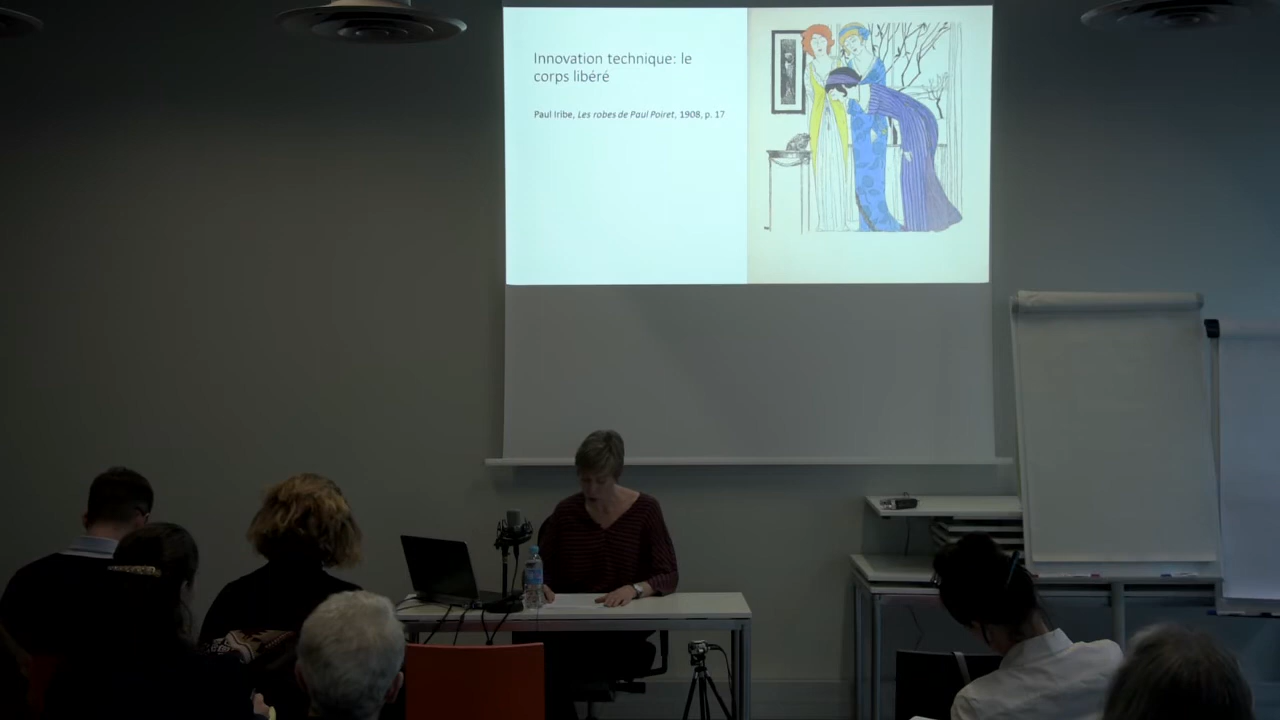 Innovation technique: le
corps libéré
Paul Iribe, Les robes de Paul Poiret, 1908, p. 17